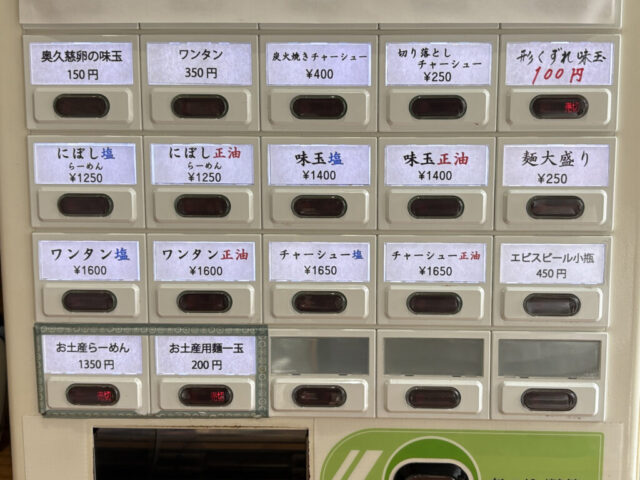 奥久慈卵の味玉
150円
ワンタン
350円
炭火焼きチャーシュー
¥400
切り落とし
チャーシュー
¥250
形くずれ味玉
100円
売切
にぼし塩
らーめん
¥1250
にぼし正油
らーめん
¥1250
味玉塩
¥1400
味玉正油
¥1400
麺大盛り
¥250
ワンタン塩
¥1600
ワンタン正油
¥1600
チャーシュー塩
¥1650
チャーシュー正油
¥1650
エビスビール小瓶
450円
お土産らーめん
1350円
売切
お土産用麺一玉
200円
売切